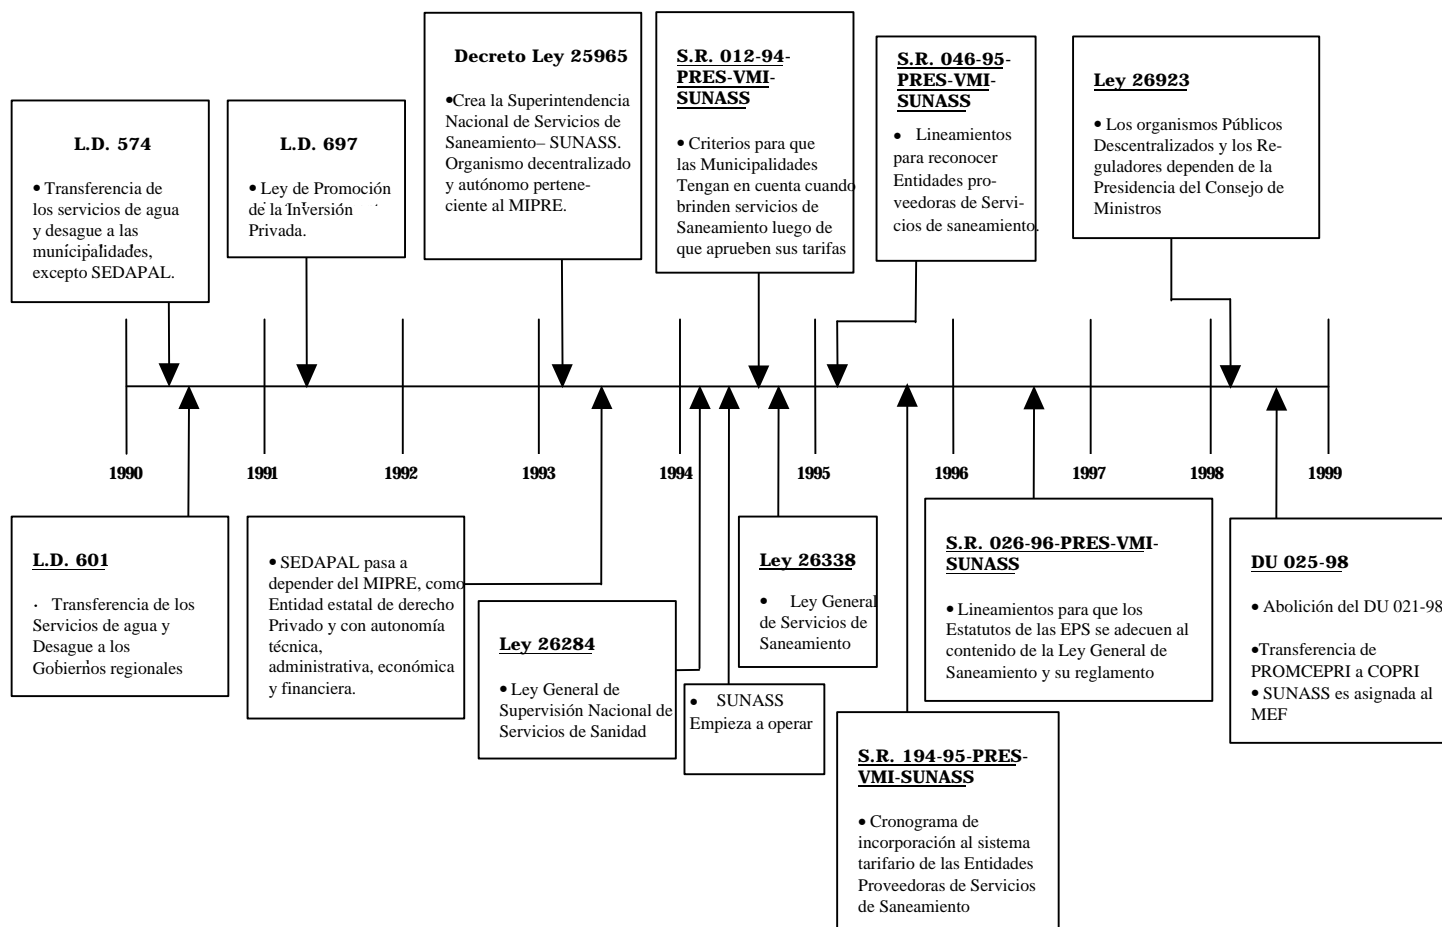 L.D. 574
• Transferencia de
los servicios de agua
y desague a las
municipalidades,
excepto SEDAPAL.
L.D. 697
• Ley de Promoción
de la Inversión
Privada.
Decreto Ley 25965
•Crea la Superintendencia
Nacional de Servicios de
Saneamiento– SUNASS.
Organismo decentralizado
y autónomo pertene-
ciente al MIPRE.
S.R. 012-94-
PRES-VMI-
SUNASS
• Criterios para que
las Municipalidades
Tengan en cuenta cuando
brinden servicios de
Saneamiento luego de
que aprueben sus tarifas
S.R. 046-95-
PRES-VMI-
SUNASS
• Lineamientos
para reconocer
Entidades pro-
veedoras de Servi-
cios de saneamiento.
Ley 26923
• Los organismos Públicos
Descentralizados y los Re-
guladores dependen de la
Presidencia del Consejo de
Ministros
1990 1991 1992 1993 1994 1995 1996 1997 1998 1999
L.D. 601
· Transferencia de los
Servicios de agua y
Desague a los
Gobiernos regionales
• SEDAPAL pasa a
depender del MIPRE, como
Entidad estatal de derecho
Privado y con autonomía
técnica,
administrativa, económica
y financiera.
Ley 26284
• Ley General de
Supervisión Nacional de
Servicios de Sanidad
• SUNASS
Empieza a operar
Ley 26338
• Ley General
de Servicios de
Saneamiento
S.R. 194-95-PRES-
VMI-SUNASS
• Cronograma de
incorporación al sistema
tarifario de las Entidades
Proveedoras de Servicios
de Saneamiento
S.R. 026-96-PRES-VMI-
SUNASS
• Lineamientos para que los
Estatutos de las EPS se adecuen al
contenido de la Ley General de
Saneamiento y su reglamento
DU 025-98
• Abolición del DU 021-98
•Transferencia de
PROMCEPRI a COPRI
• SUNASS es asignada al
MEF